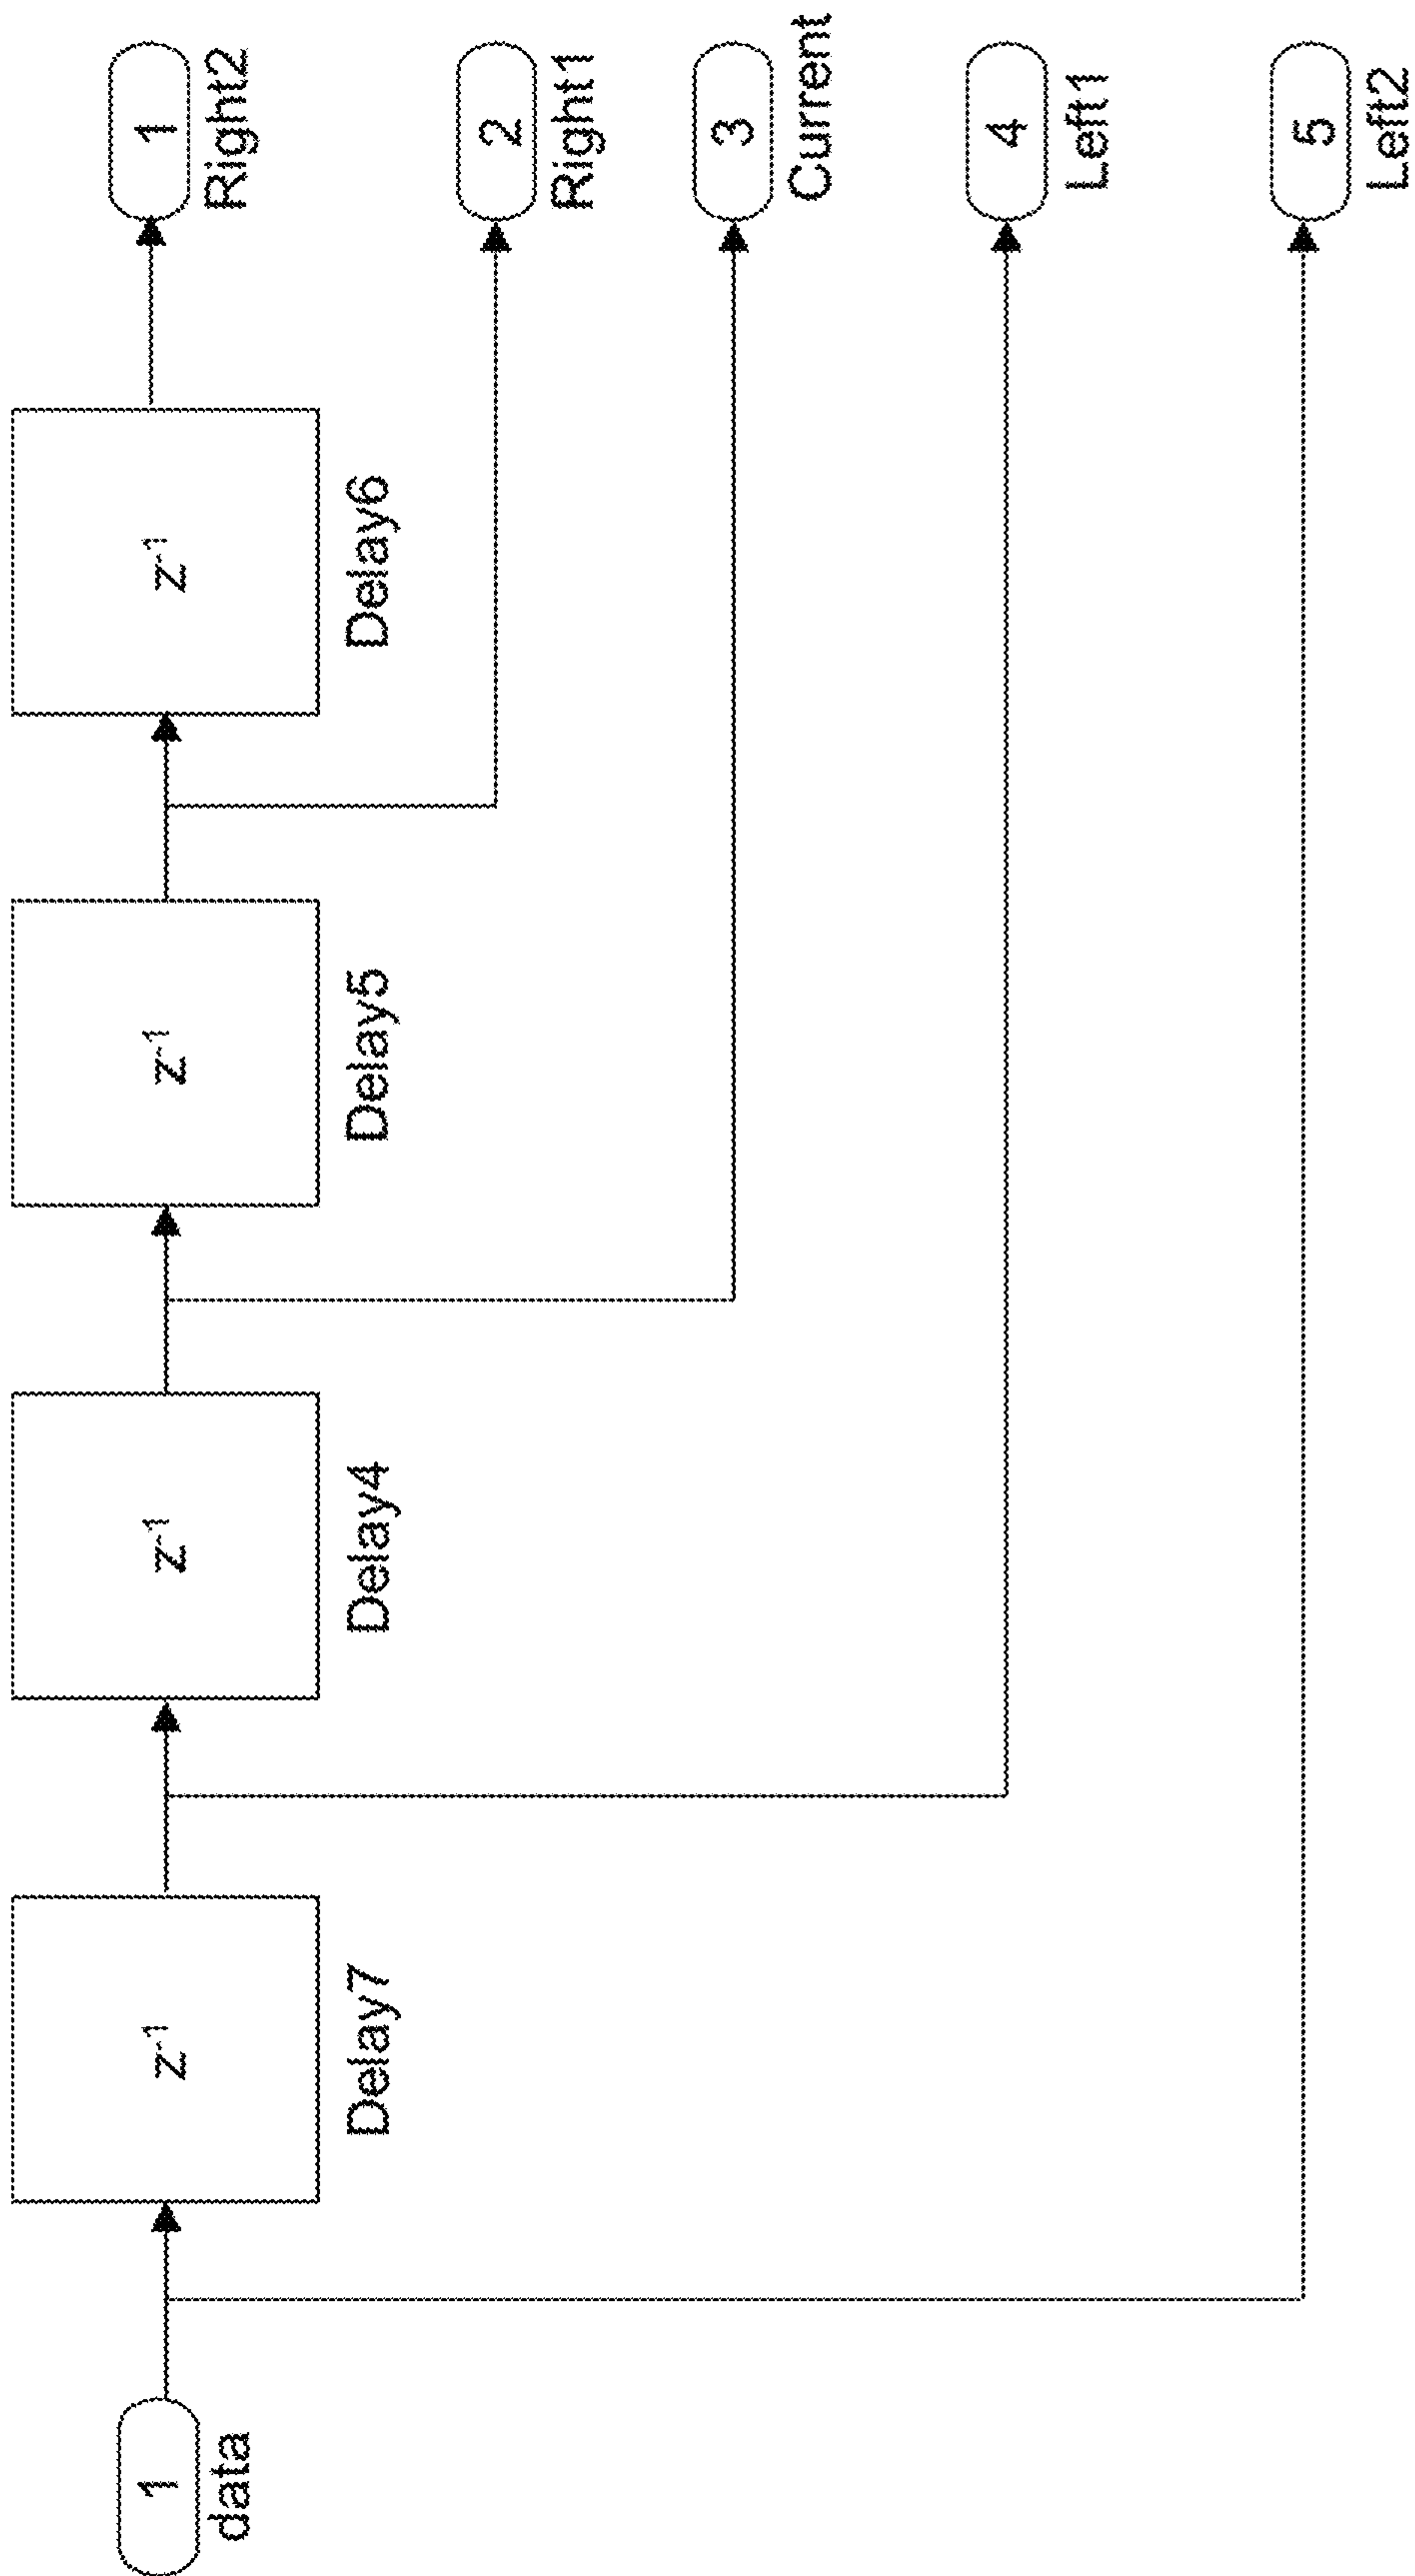 1
data
z-1
Delay7
z-1
Delay4
z-1
Delay5
z-1
Delay6
1
Right2
2
Right1
3
Current
4
Left1
5
Left2